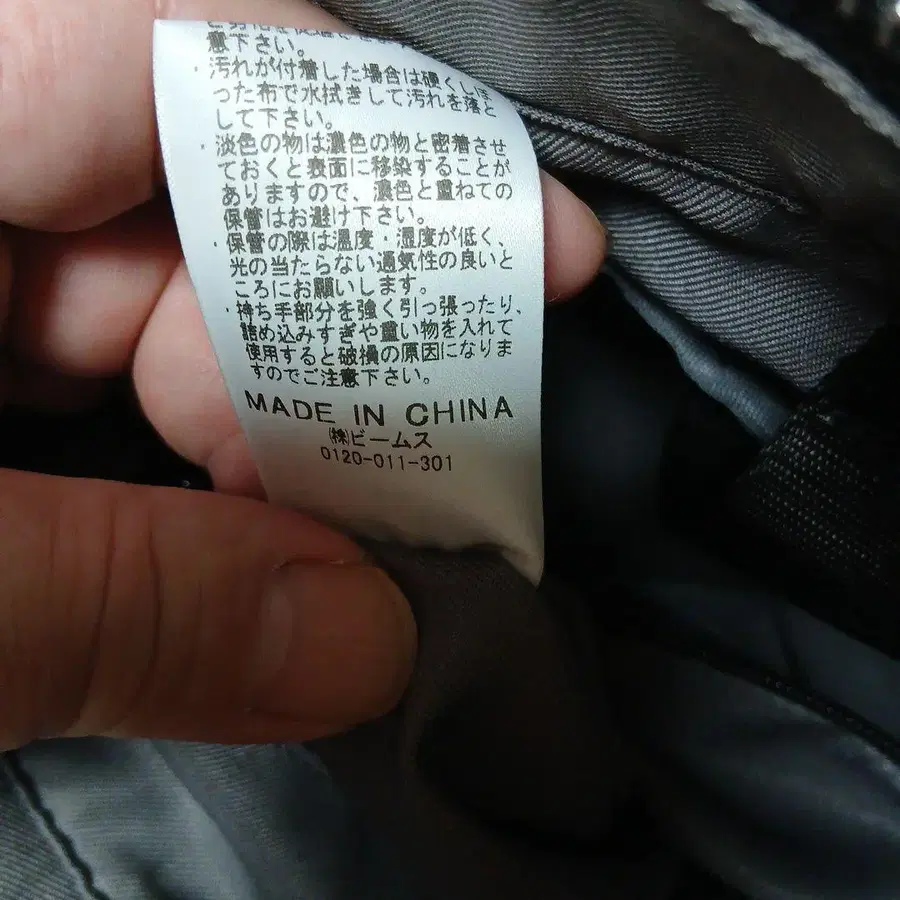 意下さい。
・汚れが付着した場合は硬くしぼ
った布で水拭きして汚れを落と
して下さい。
・淡色の物は濃色の物と密着させ
ておくと表面に移染することが
ありますので、濃色と重ねての
保管はお避け下さい。
・保管の際は温度・湿度が低く、
光の当たらない通気性の良いと
ころにお願いします。
・持ち手部分を強く引っ張ったり、
詰め込みすぎや重い物を入れて
使用すると破損の原因になりま
すのでご注意下さい。
MADE IN CHINA
㈱ビームス
0120-011-301